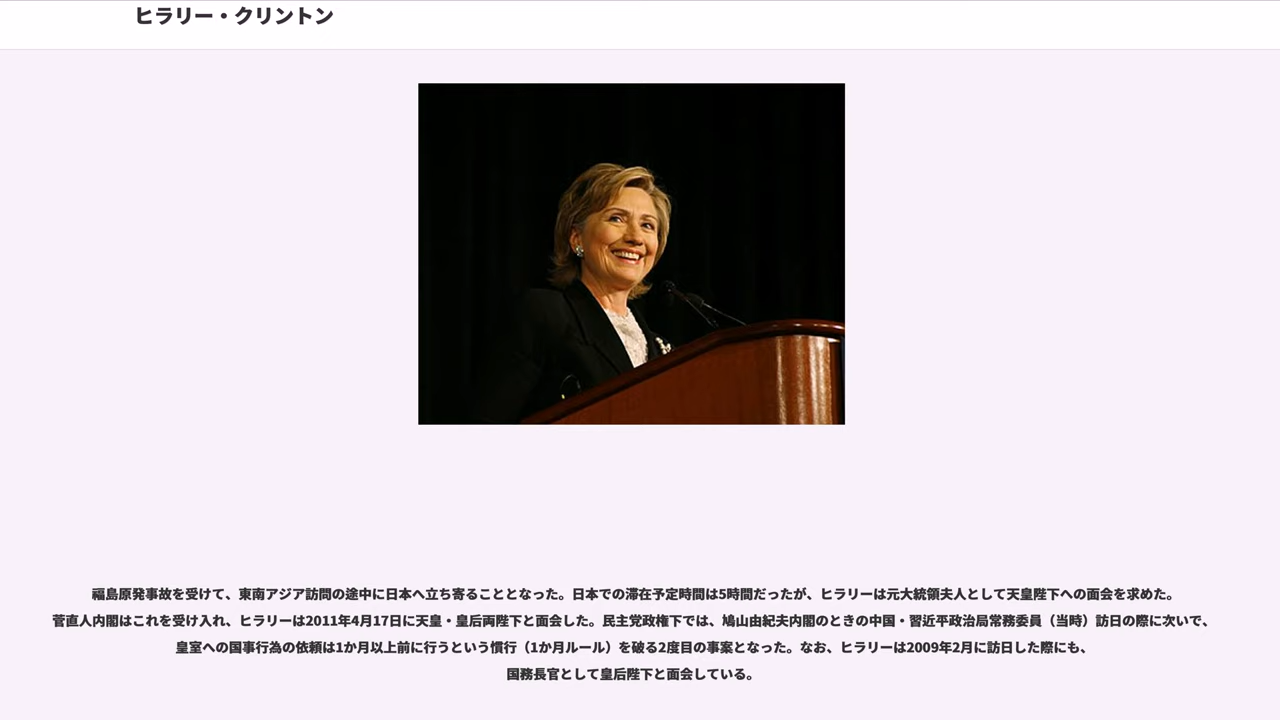 ヒラリー・クリントン
福島原発事故を受けて、東南アジア訪問の途中に日本へ立ち寄ることとなった。日本での滞在予定時間は5時間だったが、ヒラリーは元大統領夫人として天皇陛下への面会を求めた。
菅直人内閣はこれを受け入れ、ヒラリーは2011年4月17日に天皇・皇后両陛下と面会した。民主党政権下では、鳩山由紀夫内閣のときの中国・習近平政治局常務委員（当時）訪日の際に次いで、
皇室への国事行為の依頼は1か月以上前に行うという慣行（1か月ルール）を破る2度目の事案となった。なお、ヒラリーは2009年2月に訪日した際にも、
国務長官として皇后陛下と面会している。